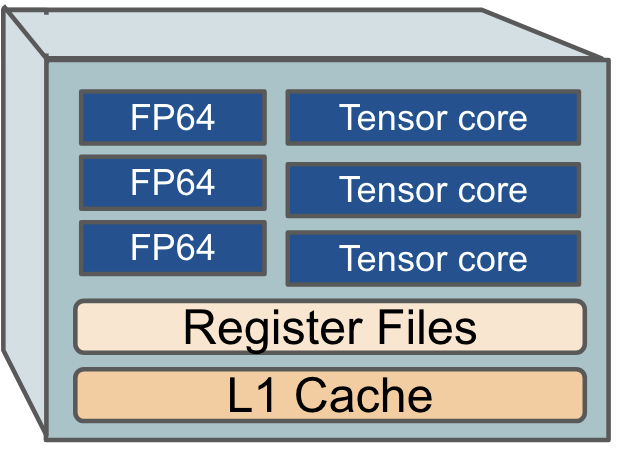 FP64
Tensor core
FP64
Tensor core
FP64
Tensor core
Register Files
L1 Cache